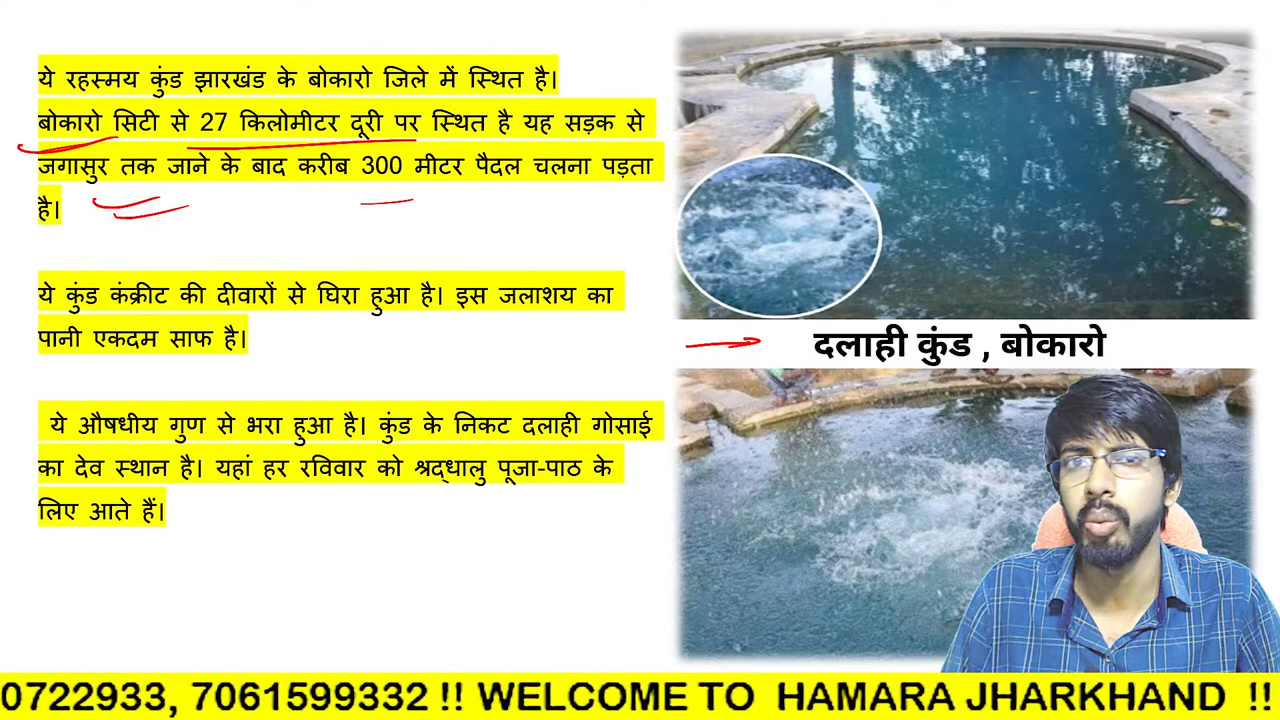 ये रहस्मय कुंड झारखंड के बोकारो जिले में स्थित है।
बोकारो सिटी से 27 किलोमीटर दूरी पर स्थित है यह सड़क से
जगासुर तक जाने के बाद करीब 300 मीटर पैदल चलना पड़ता
है।
ये कुंड कंक्रीट की दीवारों से घिरा हुआ है। इस जलाशय का
पानी एकदम साफ है।
ये औषधीय गुण से भरा हुआ है। कुंड के निकट दलाही गोसाई
का देव स्थान है। यहां हर रविवार को श्रद्धालु पूजा-पाठ के
लिए आते हैं।
दलाही कुंड , बोकारो
0722933, 7061599332 !! WELCOME TO HAMARA JHARKHAND !!